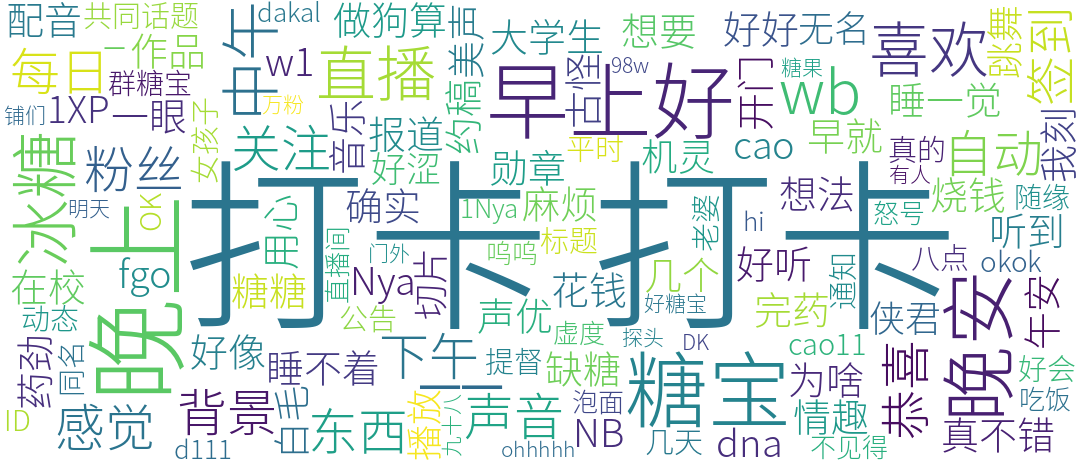 配音
共同话题
dakal
做狗算
美声
大学生
想要
好好无名
喜欢
跳舞
签到
一作品
中午
w1
直播
98w
每日
群糖宝
早上好
古怪
糖果
开门
wb
睡一觉
铺们
1XP
一眼
万粉
音乐
约稿
报道
早就
我刻
女孩子
关注
好涩
勋章
平时
机灵
cao
真的
自动
冰糖
粉丝
有人
想法
烧钱
随缘
明天
OK
上
打卡打卡
用心
确实
1Nya
麻烦
老婆
hi
怒号
听到
在校
fgo
门外
呜呜
标题
好听
八点
okok
糖糖
直播间
Nya
切片
花钱
几个
好糖宝
通知
动态
公告
声优
完药
侠君
晚安
午安
晚
虚度
探头
DK
药劲
同名
好像
睡不着
下午
提督
缺糖
糖宝
cao11
为啥
恭喜
好会
吃饭
ID
感觉
背景
白毛
东西
播放
九十八
声音
泡面
NB
几天
dna
情趣
真不错
d111
ohhhhh
不见得